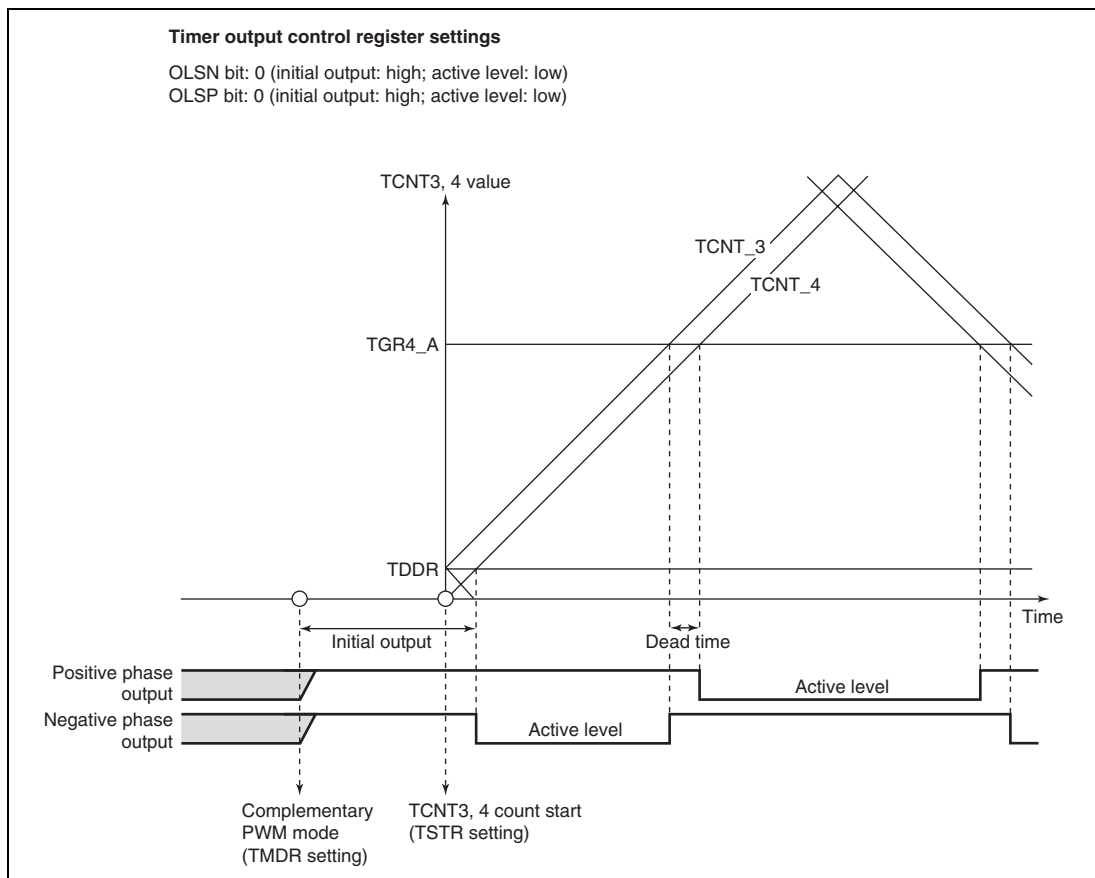 Timer output control register settings
OLSN bit: 0 (initial output: high; active level: low)
OLSP bit: 0 (initial output: high; active level: low)
TCNT3, 4 value
TCNT_3
TCNT_4
TGR4_A
TDDR
Time
Initial output
Dead time
Positive phase
output
Active level
Negative phase
output
Active level
Complementary
PWM mode
(TMDR setting)
TCNT3, 4 count start
(TSTR setting)